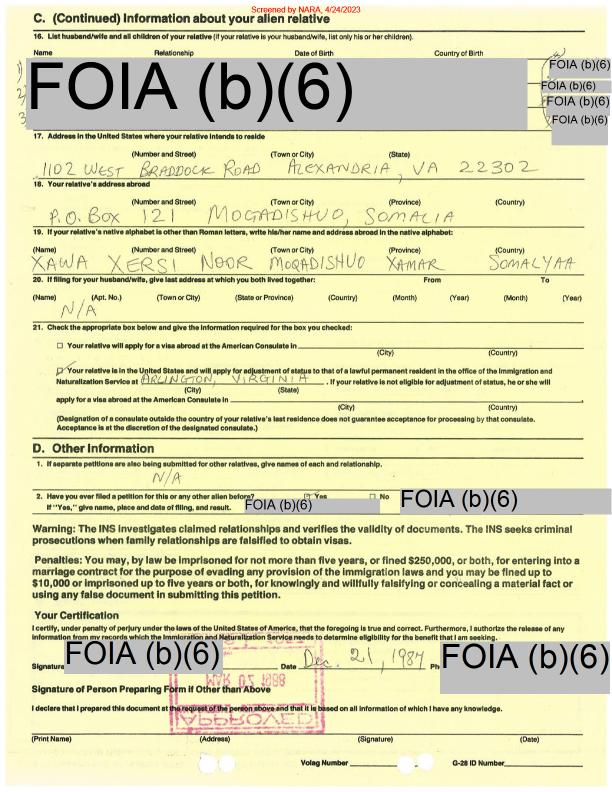 Screened by NARA, 4/24/2023
C. (Continued) Information about your alien relative
16. List husband/wife and all children of your relative (if your relative is your husband/wife, list only his or her children).
Name Relationship Date of Birth Country of Birth
1) FOIA (b)(6) FOIA (b)(6)
2) FOIA (b)(6)
3 FOIA (b)(6)
FOIA (b)(6)
17. Address in the United States where your relative intends to reside
(Number and Street) (Town or City) (State)
1102 WEST BRADDOCK ROAD ALEXANDRIA, VA 22302
18. Your relative's address abroad
(Number and Street) (Town or City) (Province) (Country)
P.O. Box 121 MOGADISHUO, SOMALIA
19. If your relative's native alphabet is other than Roman letters, write his/her name and address abroad in the native alphabet:
(Name) (Number and Street) (Town or City) (Province) (Country)
XAWA XERSI NOOR MOQADISHUO XAMAR SOMALYAA
20. If filing for your husband/wife, give last address at which you both lived together: From To
(Name) (Apt. No.) (Town or City) (State or Province) (Country) (Month) (Year) (Month) (Year)
N/A
21. Check the appropriate box below and give the information required for the box you checked:
☐ Your relative will apply for a visa abroad at the American Consulate in
(City) (Country)
☑ Your relative is in the United States and will apply for adjustment of status to that of a lawful permanent resident in the office of the Immigration and
Naturalization Service at ARLINGTON, VIRGINIA. If your relative is not eligible for adjustment of status, he or she will
(City) (State)
apply for a visa abroad at the American Consulate in
(City) (Country)
(Designation of a consulate outside the country of your relative's last residence does not guarantee acceptance for processing by that consulate.
Acceptance is at the discretion of the designated consulate.)
D. Other Information
1. If separate petitions are also being submitted for other relatives, give names of each and relationship.
N/A
2. Have you ever filed a petition for this or any other alien before? ☑ Yes ☐ No FOIA (b)(6)
If "Yes," give name, place and date of filing, and result. FOIA (b)(6)
Warning: The INS investigates claimed relationships and verifies the validity of documents. The INS seeks criminal
prosecutions when family relationships are falsified to obtain visas.
Penalties: You may, by law be imprisoned for not more than five years, or fined $250,000, or both, for entering into a
marriage contract for the purpose of evading any provision of the immigration laws and you may be fined up to
$10,000 or imprisoned up to five years or both, for knowingly and willfully falsifying or concealing a material fact or
using any false document in submitting this petition.
Your Certification
I certify, under penalty of perjury under the laws of the United States of America, that the foregoing is true and correct. Furthermore, I authorize the release of any
information from my records which the Immigration and Naturalization Service needs to determine eligibility for the benefit that I am seeking.
Signature FOIA (b)(6) Date Dec. 21, 1987 Ph FOIA (b)(6)
MAR 02 1988
Signature of Person Preparing Form if Other than Above
I declare that I prepared this document at the request of the person above and that it is based on all information of which I have any knowledge.
APPROVED
(Print Name) (Address) (Signature) (Date)
Volag Number G-28 ID Number